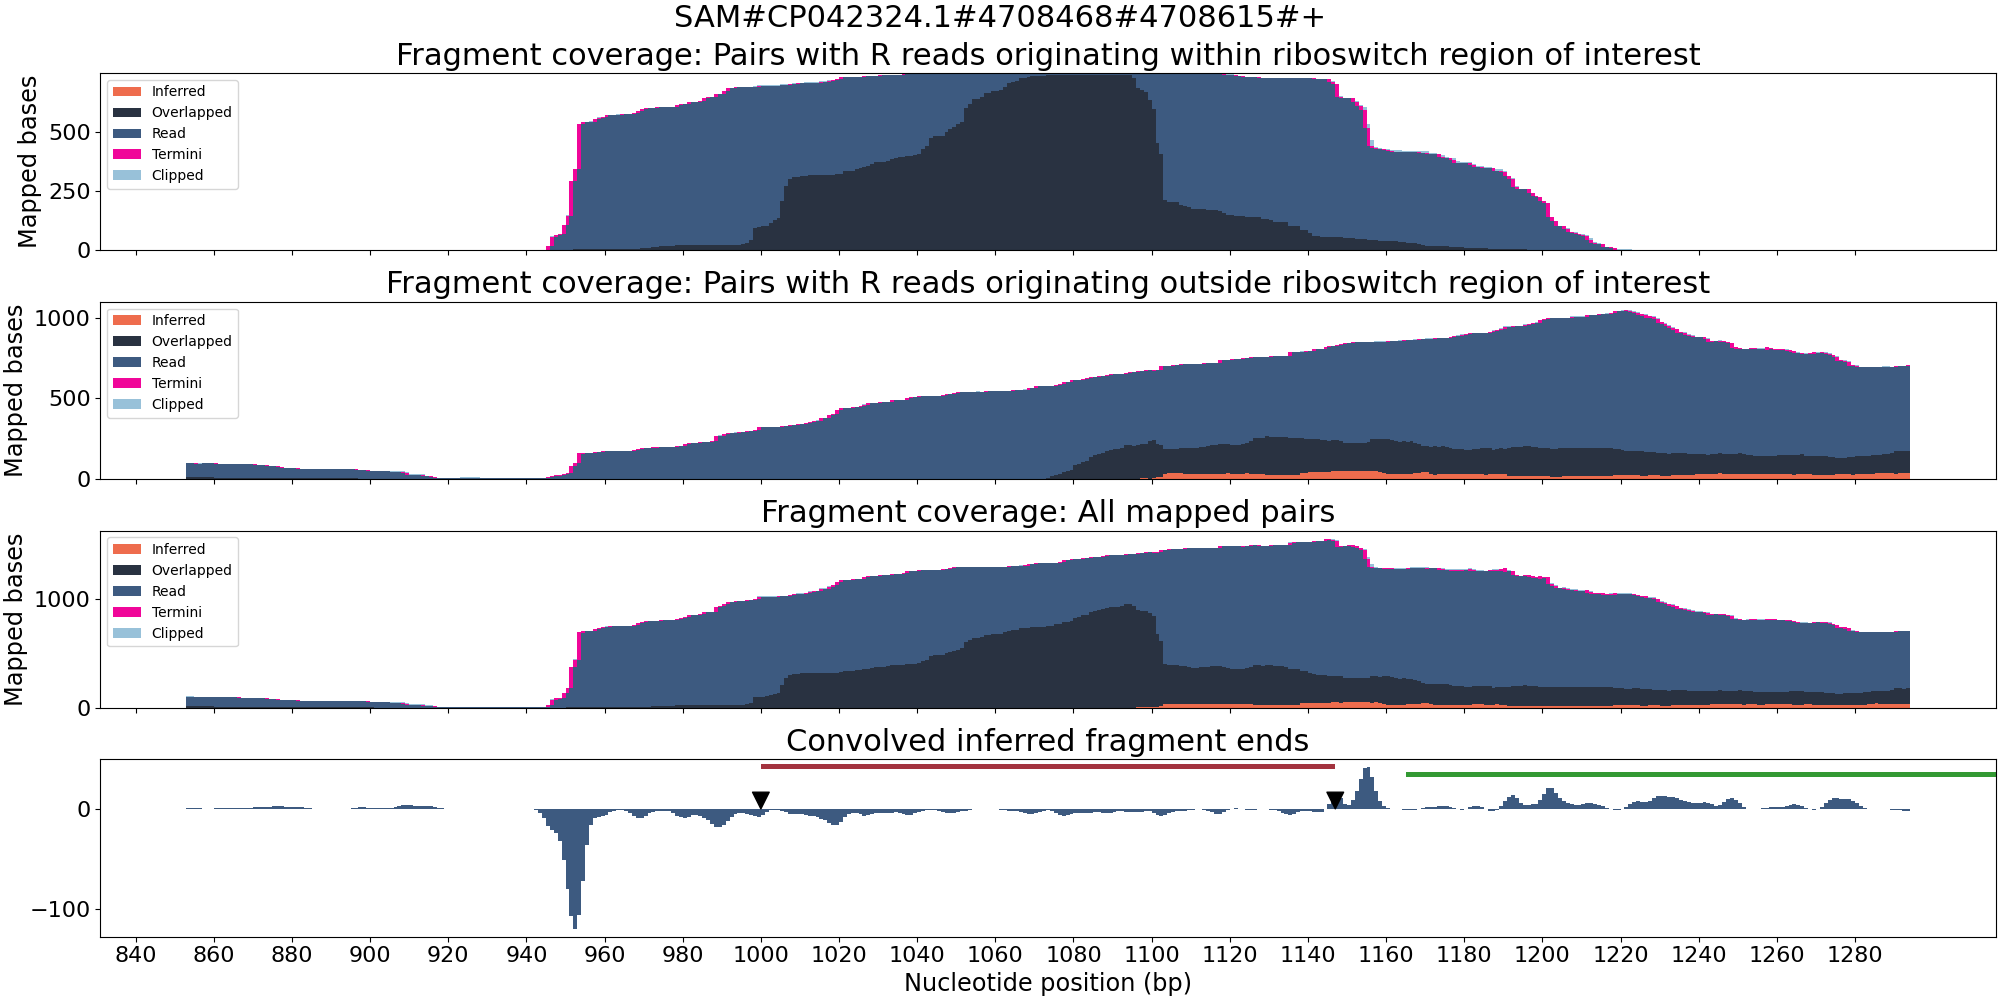 SAM#CP042324.1#4708468#4708615#+
Fragment coverage: Pairs with R reads originating within riboswitch region of interest
Mapped bases
500
250
0
Inferred
Overlapped
Read
Termini
Clipped
Fragment coverage: Pairs with R reads originating outside riboswitch region of interest
Mapped bases
1000
500
0
Inferred
Overlapped
Read
Termini
Clipped
Fragment coverage: All mapped pairs
Mapped bases
1000
0
Inferred
Overlapped
Read
Termini
Clipped
Convolved inferred fragment ends
0
−100
840 860 880 900 920 940 960 980 1000 1020 1040 1060 1080 1100 1120 1140 1160 1180 1200 1220 1240 1260 1280
Nucleotide position (bp)